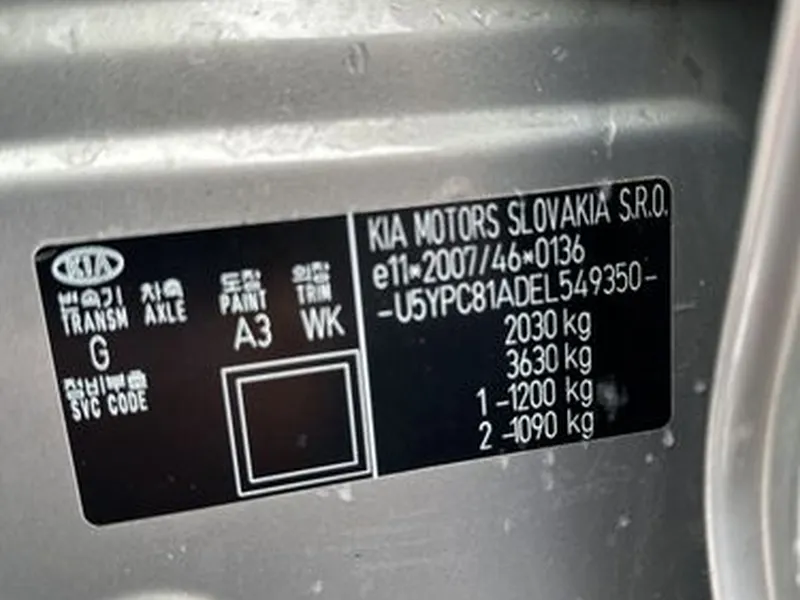 KIA
변속기 차축 도장 의장
TRANSM AXLE PAINT TRIM
G A3 WK
정비부호
SVC CODE
KIA MOTORS SLOVAKIA S.R.O.
e11*2007/46*0136
-U5YPC81ADEL549350-
2030 kg
3630 kg
1 -1200 kg
2 -1090 kg